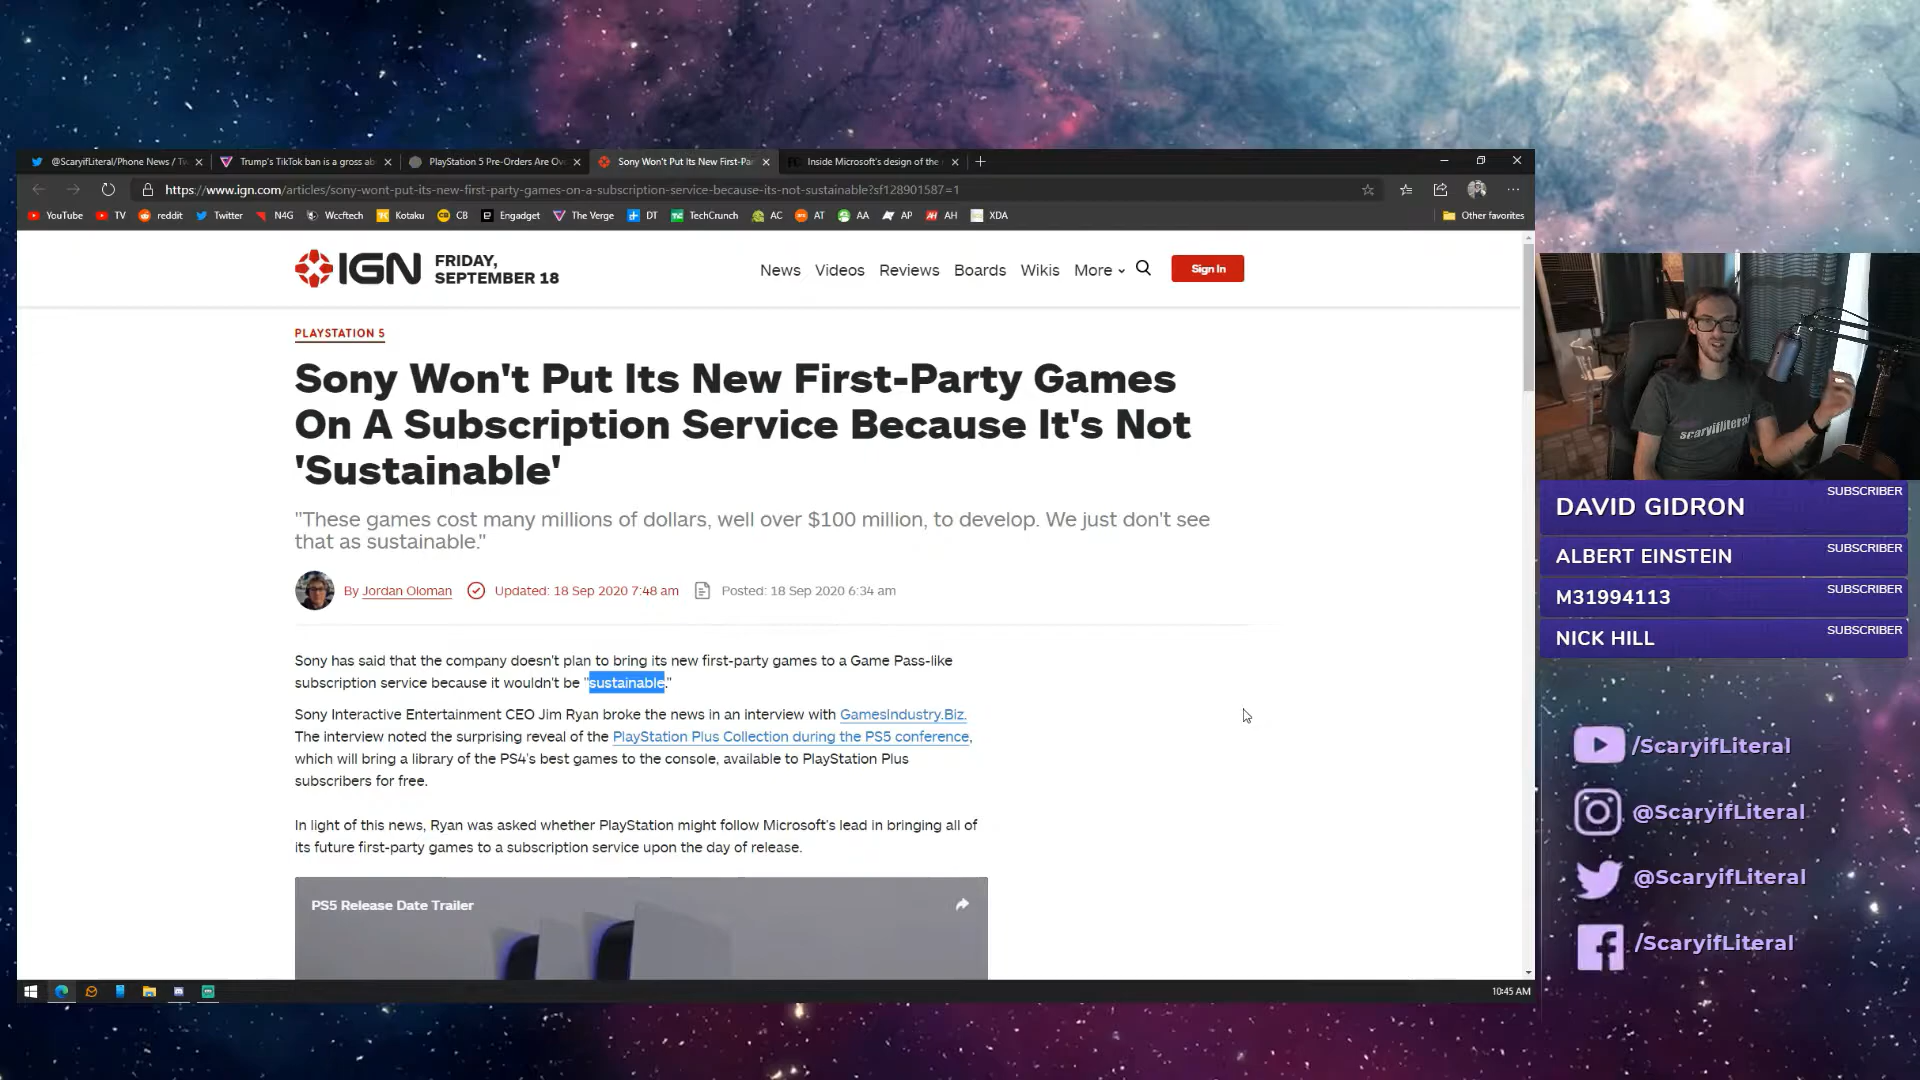 @ScaryifLiteral/Phone News / Tw
Trump's TikTok ban is a gross ab
PlayStation 5 Pre-Orders Are Ov
Sony Won't Put Its New First-Pa
Inside Microsoft's design of the
https://www.ign.com/articles/sony-wont-put-its-new-first-party-games-on-a-subscription-service-because-its-not-sustainable?sf128901587=1
YouTube TV reddit Twitter N4G Wccftech Kotaku CB Engadget The Verge DT TechCrunch AC AT AA AP AH XDA Other favorites
IGN
FRIDAY,
SEPTEMBER 18
News Videos Reviews Boards Wikis More Sign In
PLAYSTATION 5
Sony Won't Put Its New First-Party Games
On A Subscription Service Because It's Not
'Sustainable'
"These games cost many millions of dollars, well over $100 million, to develop. We just don't see
that as sustainable."
By Jordan Oloman Updated: 18 Sep 2020 7:48 am Posted: 18 Sep 2020 6:34 am
Sony has said that the company doesn't plan to bring its new first-party games to a Game Pass-like
subscription service because it wouldn't be "sustainable."
Sony Interactive Entertainment CEO Jim Ryan broke the news in an interview with GamesIndustry.Biz.
The interview noted the surprising reveal of the PlayStation Plus Collection during the PS5 conference,
which will bring a library of the PS4's best games to the console, available to PlayStation Plus
subscribers for free.
In light of this news, Ryan was asked whether PlayStation might follow Microsoft's lead in bringing all of
its future first-party games to a subscription service upon the day of release.
PS5 Release Date Trailer
10:45 AM
scaryifliteral
DAVID GIDRON SUBSCRIBER
ALBERT EINSTEIN SUBSCRIBER
M31994113 SUBSCRIBER
NICK HILL SUBSCRIBER
/ScaryifLiteral
@ScaryifLiteral
@ScaryifLiteral
/ScaryifLiteral